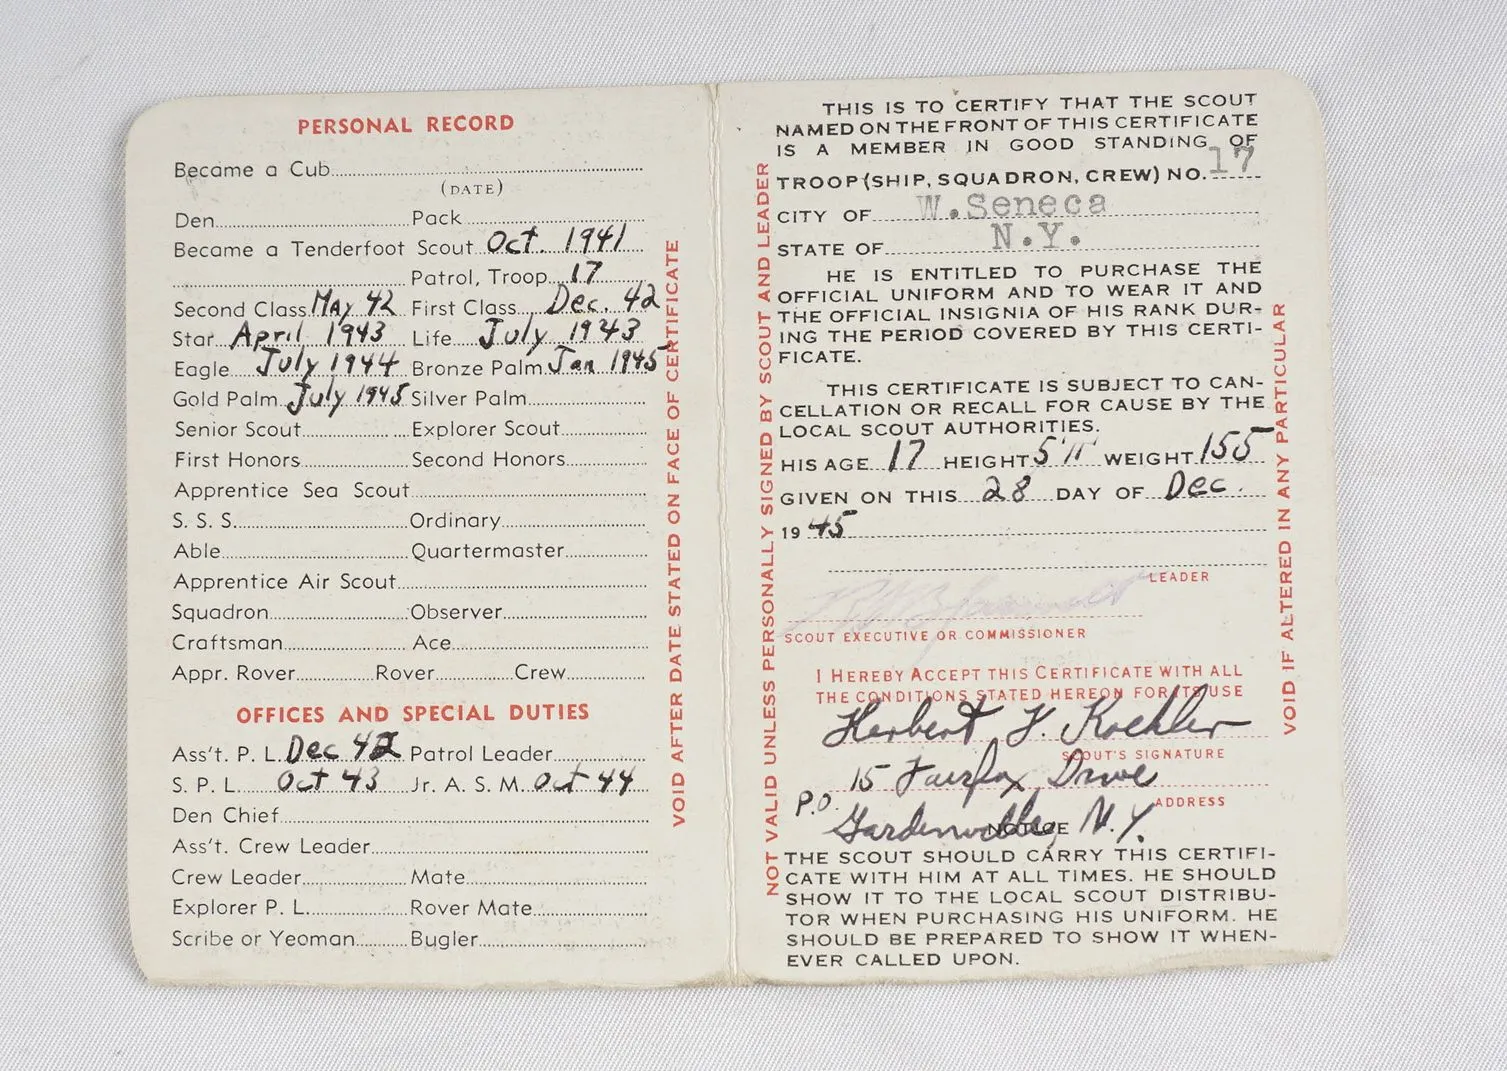 PERSONAL RECORD
Became a Cub
(DATE)
Den Pack
Became a Tenderfoot Scout Oct. 1941
Patrol, Troop 17
Second Class May 42 First Class Dec. 42
Star April 1943 Life July 1943
Eagle July 1944 Bronze Palm Jan 1945
Gold Palm July 1945 Silver Palm
Senior Scout Explorer Scout
First Honors Second Honors
Apprentice Sea Scout
S. S. S. Ordinary
Able Quartermaster
Apprentice Air Scout
Squadron Observer
Craftsman Ace
Appr. Rover Rover Crew
OFFICES AND SPECIAL DUTIES
Ass't. P. L. Dec 42 Patrol Leader
S. P. L. Oct 43 Jr. A. S. M. Oct 44
Den Chief
Ass't. Crew Leader
Crew Leader Mate
Explorer P. L. Rover Mate
Scribe or Yeoman Bugler
VOID AFTER DATE STATED ON FACE OF CERTIFICATE
NOT VALID UNLESS PERSONALLY SIGNED BY SCOUT AND LEADER
THIS IS TO CERTIFY THAT THE SCOUT
NAMED ON THE FRONT OF THIS CERTIFICATE
IS A MEMBER IN GOOD STANDING OF
TROOP (SHIP, SQUADRON, CREW) NO. 17
CITY OF W.Seneca
STATE OF N.Y.
HE IS ENTITLED TO PURCHASE THE
OFFICIAL UNIFORM AND TO WEAR IT AND
THE OFFICIAL INSIGNIA OF HIS RANK DUR-
ING THE PERIOD COVERED BY THIS CERTI-
FICATE.
THIS CERTIFICATE IS SUBJECT TO CAN-
CELLATION OR RECALL FOR CAUSE BY THE
LOCAL SCOUT AUTHORITIES.
HIS AGE 17 HEIGHT 5'11" WEIGHT 155
GIVEN ON THIS 28 DAY OF Dec.
19 45
LEADER
SCOUT EXECUTIVE OR COMMISSIONER
I HEREBY ACCEPT THIS CERTIFICATE WITH ALL
THE CONDITIONS STATED HEREON FOR ITS USE
Herbert F. Koehler
SCOUT'S SIGNATURE
15 Fairfax Drive
ADDRESS
P.O. Gardenville, N.Y.
NOTICE
THE SCOUT SHOULD CARRY THIS CERTIFI-
CATE WITH HIM AT ALL TIMES. HE SHOULD
SHOW IT TO THE LOCAL SCOUT DISTRIBU-
TOR WHEN PURCHASING HIS UNIFORM. HE
SHOULD BE PREPARED TO SHOW IT WHEN-
EVER CALLED UPON.
VOID IF ALTERED IN ANY PARTICULAR